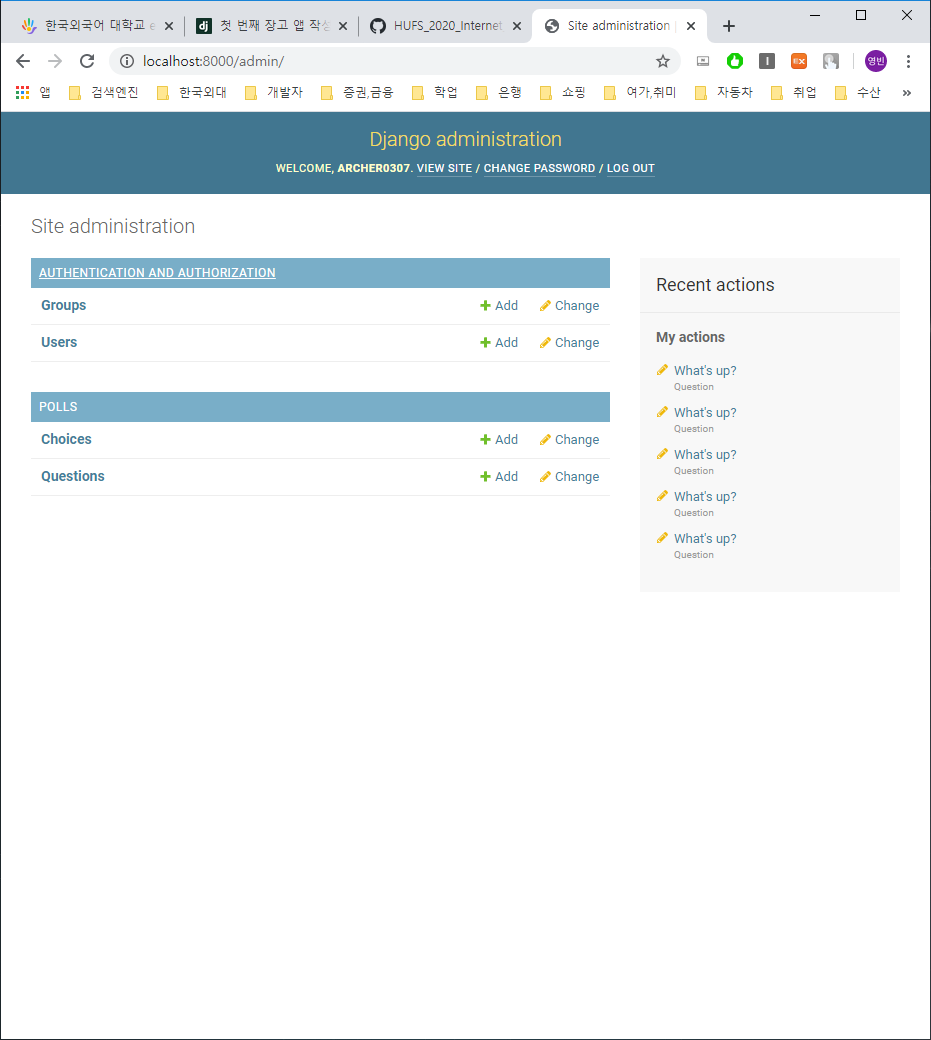 한국외국어 대학교 e
첫 번째 장고 앱 작성
HUFS_2020_Internet
Site administration
localhost:8000/admin/
영빈
앱 검색엔진 한국외대 개발자 증권,금융 학업 은행 쇼핑 여가,취미 자동차 취업 수산 »
Django administration
WELCOME, ARCHER0307. VIEW SITE / CHANGE PASSWORD / LOG OUT
Site administration
AUTHENTICATION AND AUTHORIZATION
Groups Add Change
Users Add Change
POLLS
Choices Add Change
Questions Add Change
Recent actions
My actions
What's up?
Question
What's up?
Question
What's up?
Question
What's up?
Question
What's up?
Question